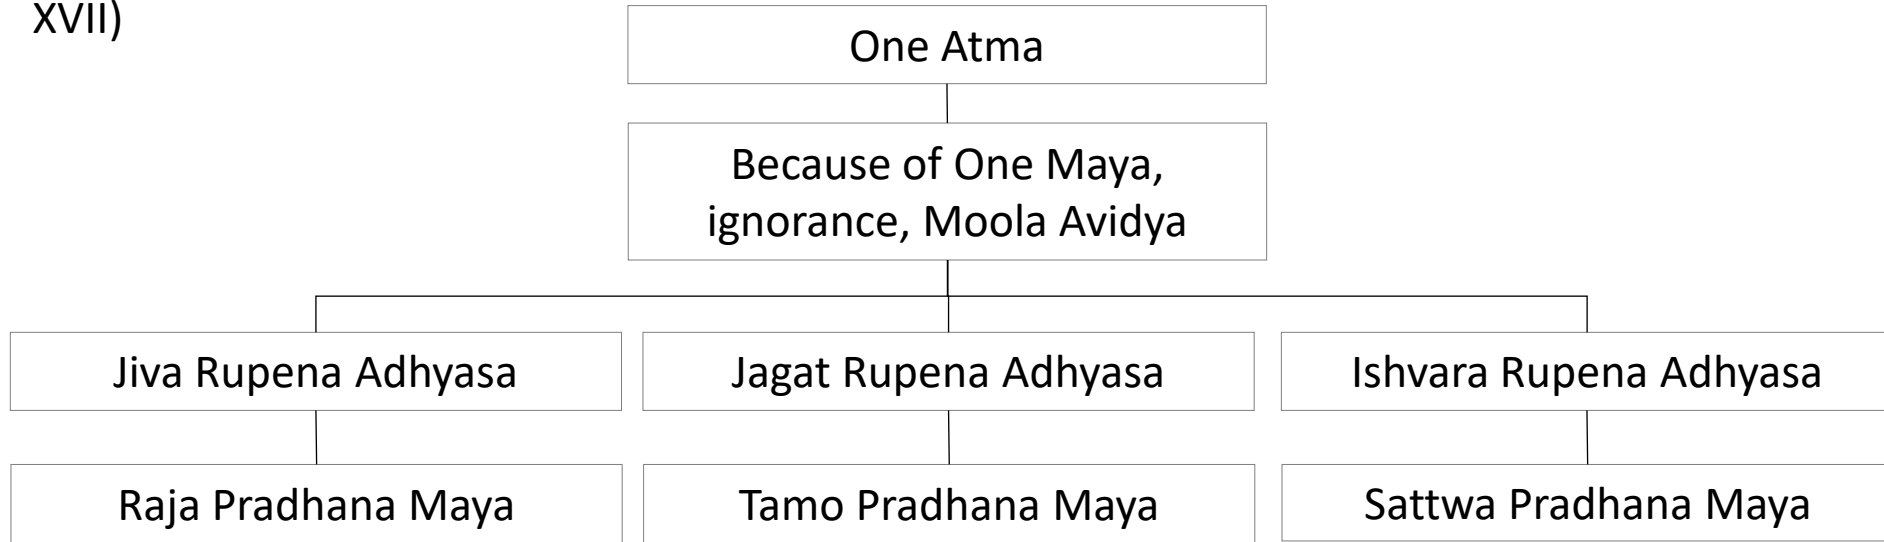 XVII)
One Atma
Because of One Maya,
ignorance, Moola Avidya
Jiva Rupena Adhyasa
Jagat Rupena Adhyasa
Ishvara Rupena Adhyasa
Raja Pradhana Maya
Tamo Pradhana Maya
Sattwa Pradhana Maya